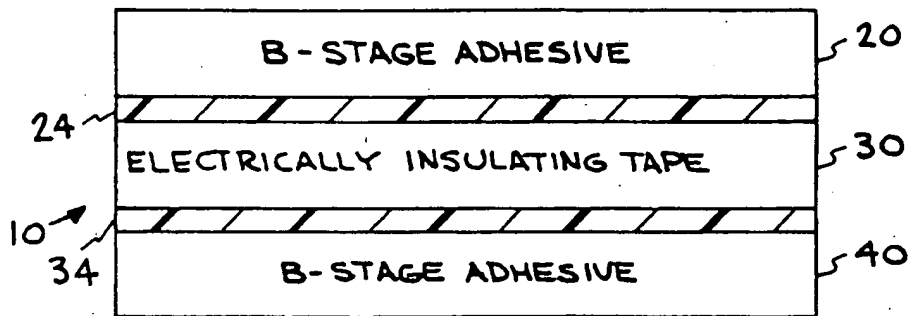 B-STAGE ADHESIVE
20
24
ELECTRICALLY INSULATING TAPE
30
10
34
B-STAGE ADHESIVE
40